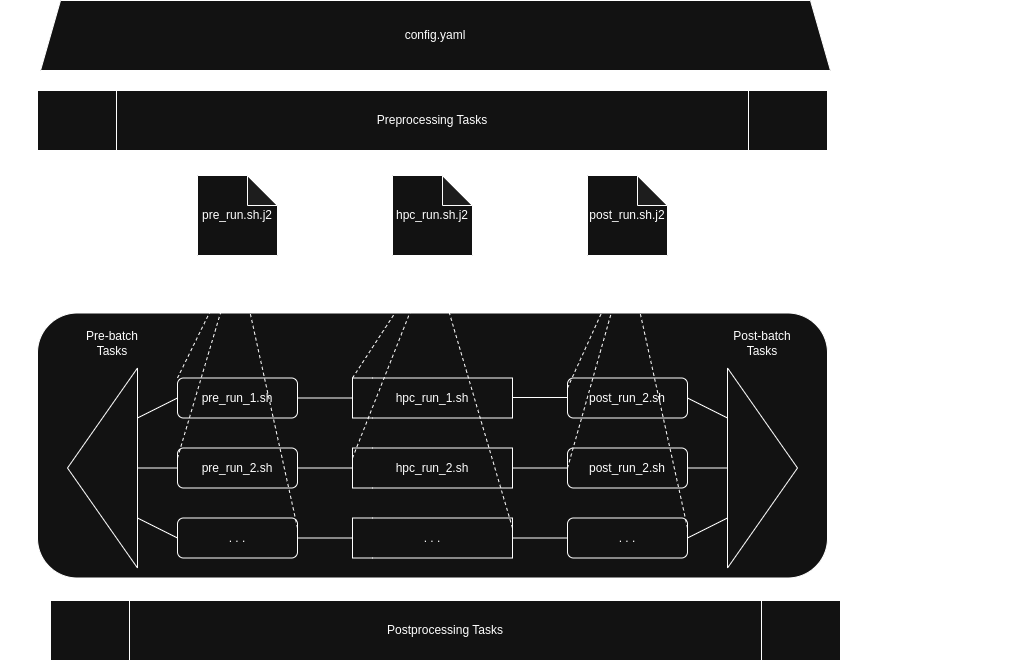 config.yaml
Preprocessing Tasks
pre_run.sh.j2
hpc_run.sh.j2
post_run.sh.j2
Pre-batch
Tasks
Post-batch
Tasks
pre_run_1.sh
hpc_run_1.sh
post_run_2.sh
pre_run_2.sh
hpc_run_2.sh
post_run_2.sh
. . .
. . .
. . .
Postprocessing Tasks